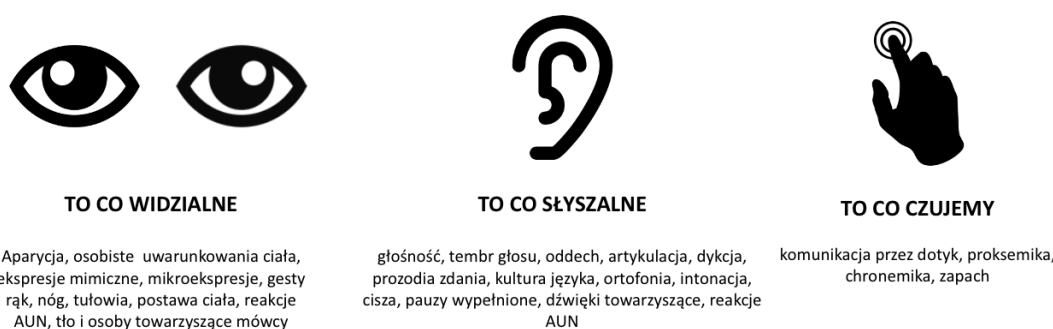 TO CO WIDZIALNE
Aparycja, osobiste uwarunkowania ciała,
ekspresje mimiczne, mikroekspresje, gesty
rąk, nóg, tułowia, postawa ciała, reakcje
AUN, tło i osoby towarzyszące mówcy
TO CO SŁYSZALNE
głośność, tembr głosu, oddech, artykulacja, dykcja,
prozodia zdania, kultura języka, ortofonia, intonacja,
cisza, pauzy wypełnione, dźwięki towarzyszące, reakcje
AUN
TO CO CZUJEMY
komunikacja przez dotyk, proksemika,
chronemika, zapach